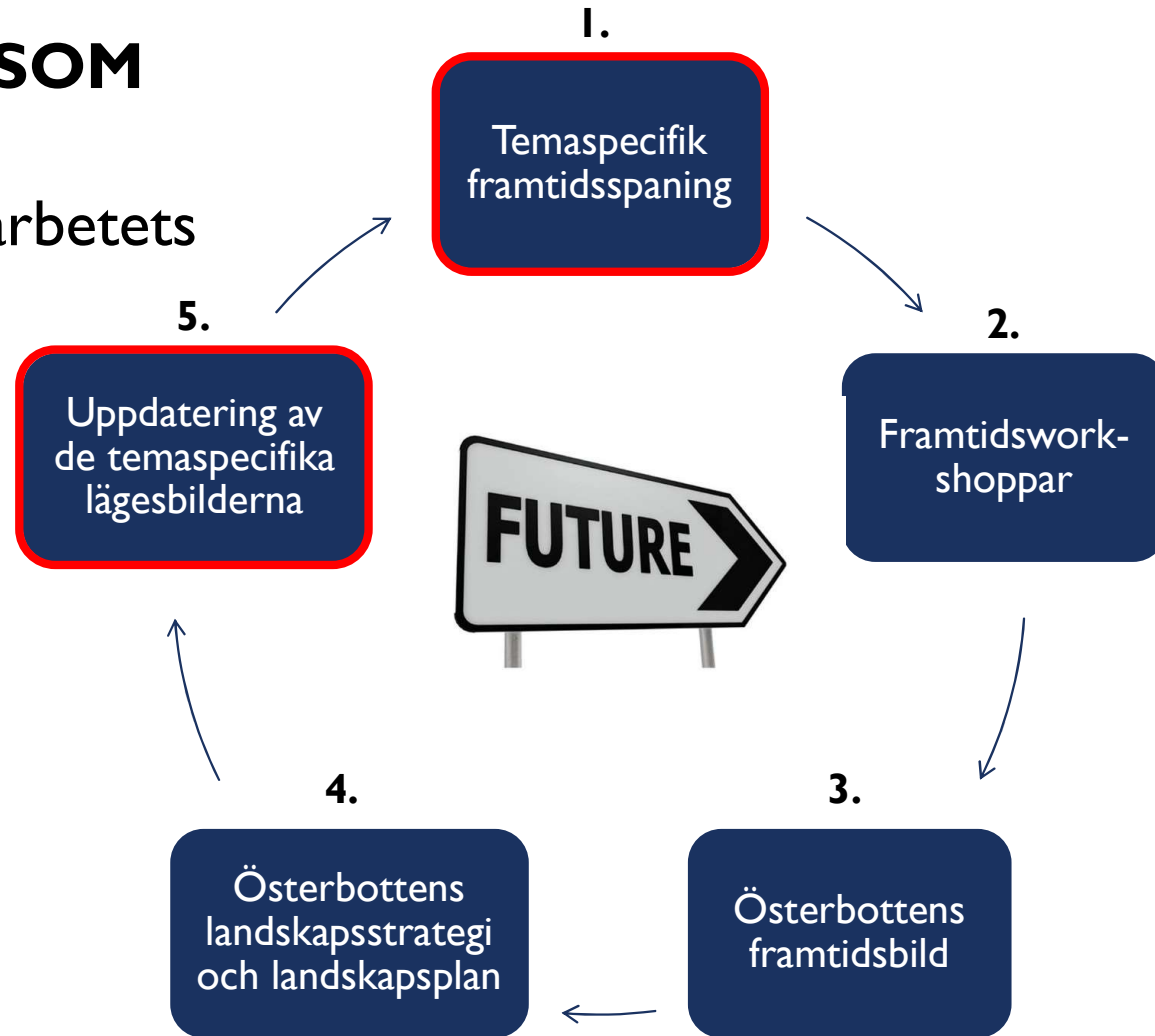 SOM
arbetets
1.
Temaspecifik
framtidsspaning
2.
Framtidswork-
shoppar
3.
Österbottens
framtidsbild
4.
Österbottens
landskapsstrategi
och landskapsplan
5.
Uppdatering av
de temaspecifika
lägesbilderna
FUTURE